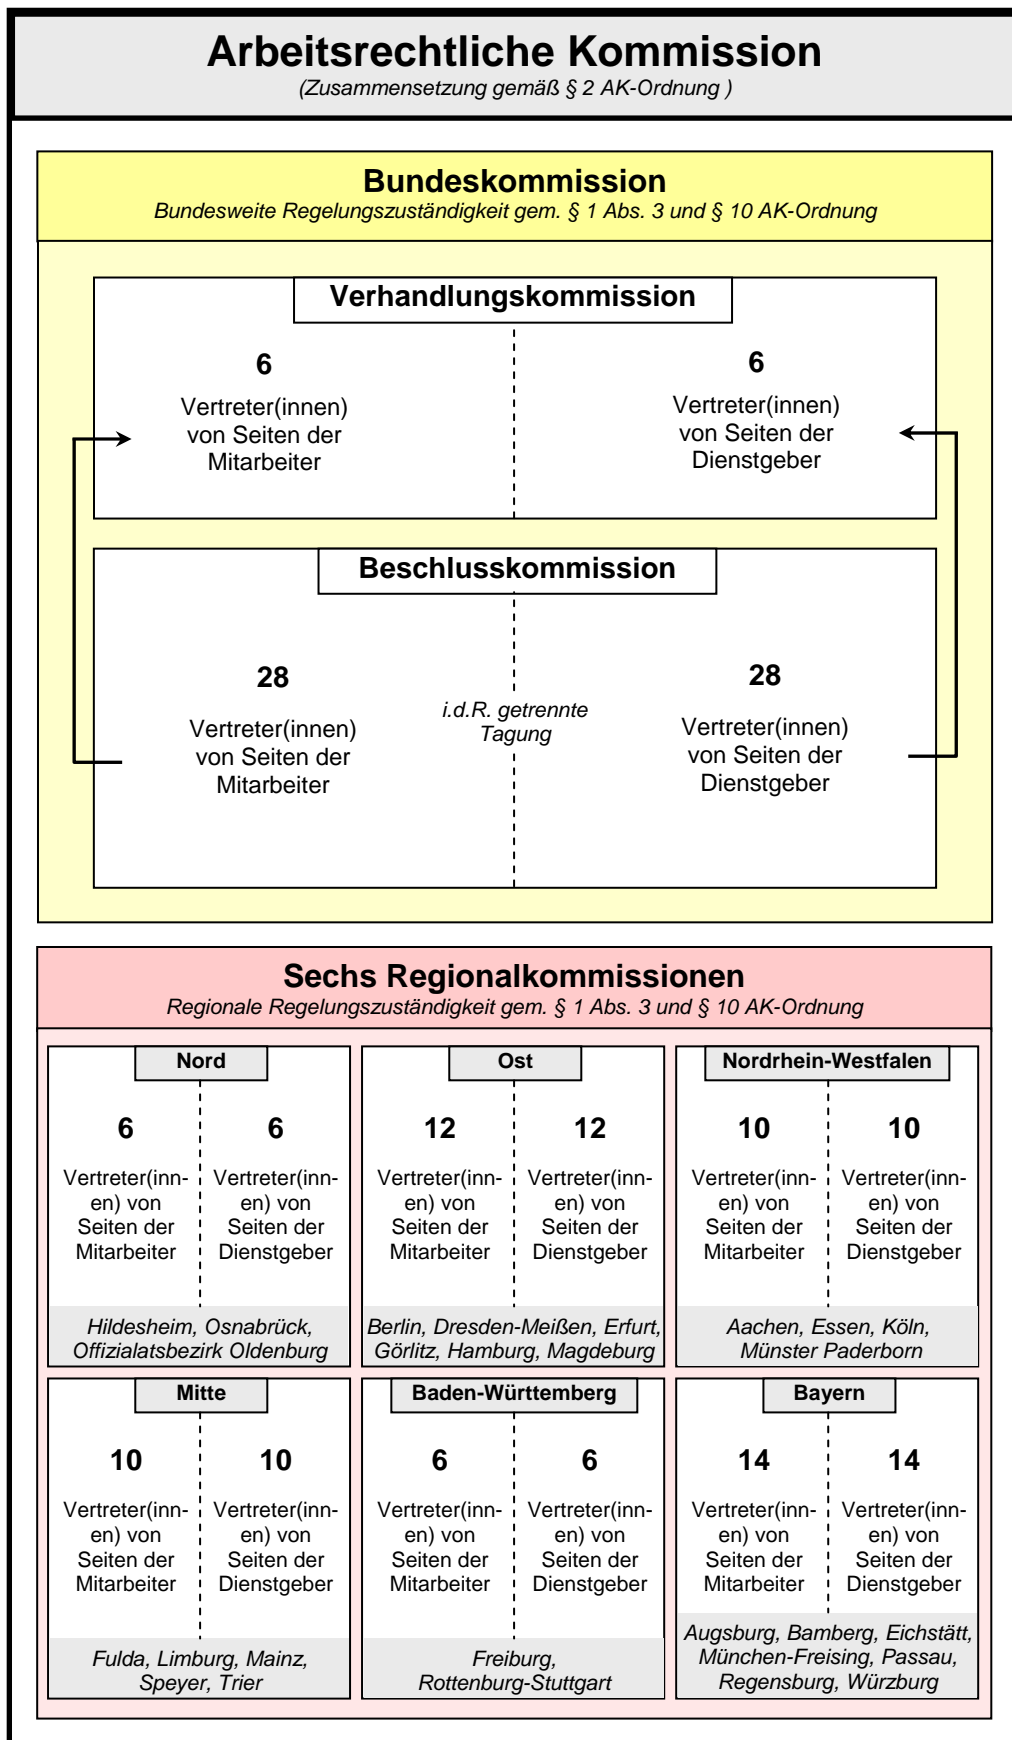 Arbeitsrechtliche Kommission
(Zusammensetzung gemäß § 2 AK-Ordnung )
Bundeskommission
Bundesweite Regelungszuständigkeit gem. § 1 Abs. 3 und § 10 AK-Ordnung
Verhandlungskommission
6
Vertreter(innen)
von Seiten der
Mitarbeiter
6
Vertreter(innen)
von Seiten der
Dienstgeber
Beschlusskommission
28
Vertreter(innen)
von Seiten der
Mitarbeiter
i.d.R. getrennte
Tagung
28
Vertreter(innen)
von Seiten der
Dienstgeber
Sechs Regionalkommissionen
Regionale Regelungszuständigkeit gem. § 1 Abs. 3 und § 10 AK-Ordnung
Nord
6
Vertreter(inn-
en) von
Seiten der
Mitarbeiter
6
Vertreter(inn-
en) von
Seiten der
Dienstgeber
Hildesheim, Osnabrück,
Offizialatsbezirk Oldenburg
Ost
12
Vertreter(inn-
en) von
Seiten der
Mitarbeiter
12
Vertreter(inn-
en) von
Seiten der
Dienstgeber
Berlin, Dresden-Meißen, Erfurt,
Görlitz, Hamburg, Magdeburg
Nordrhein-Westfalen
10
Vertreter(inn-
en) von
Seiten der
Mitarbeiter
10
Vertreter(inn-
en) von
Seiten der
Dienstgeber
Aachen, Essen, Köln,
Münster Paderborn
Mitte
10
Vertreter(inn-
en) von
Seiten der
Mitarbeiter
10
Vertreter(inn-
en) von
Seiten der
Dienstgeber
Fulda, Limburg, Mainz,
Speyer, Trier
Baden-Württemberg
6
Vertreter(inn-
en) von
Seiten der
Mitarbeiter
6
Vertreter(inn-
en) von
Seiten der
Dienstgeber
Freiburg,
Rottenburg-Stuttgart
Bayern
14
Vertreter(inn-
en) von
Seiten der
Mitarbeiter
14
Vertreter(inn-
en) von
Seiten der
Dienstgeber
Augsburg, Bamberg, Eichstätt,
München-Freising, Passau,
Regensburg, Würzburg